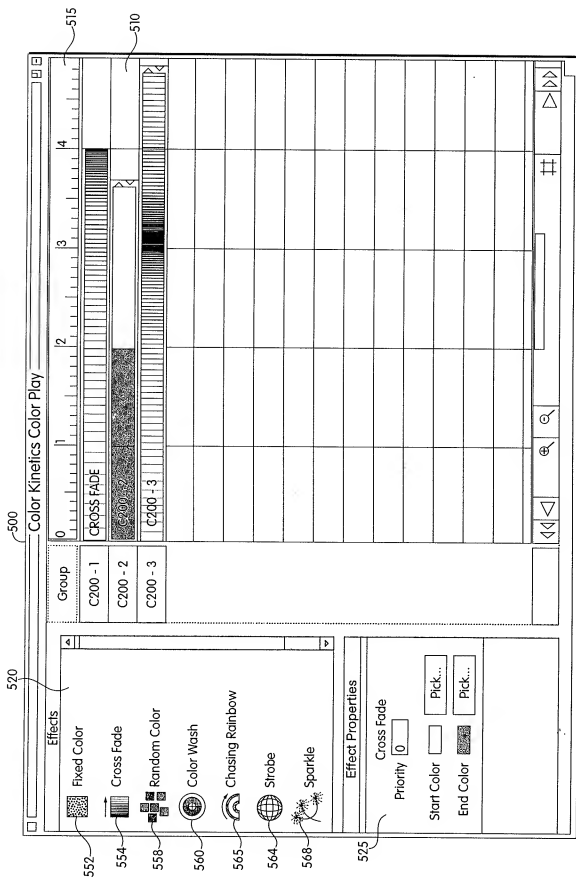 500
Color Kinetics Color Play
515
510
520
Effects
552
Fixed Color
554
Cross Fade
558
Random Color
560
Color Wash
565
Chasing Rainbow
564
Strobe
568
Sparkle
525
Effect Properties
Cross Fade
Priority 0
Start Color Pick...
End Color Pick...
Group
0 1 2 3 4
C200 - 1
CROSS FADE
C200 - 2
C200 - 2
C200 - 3
C200 - 3